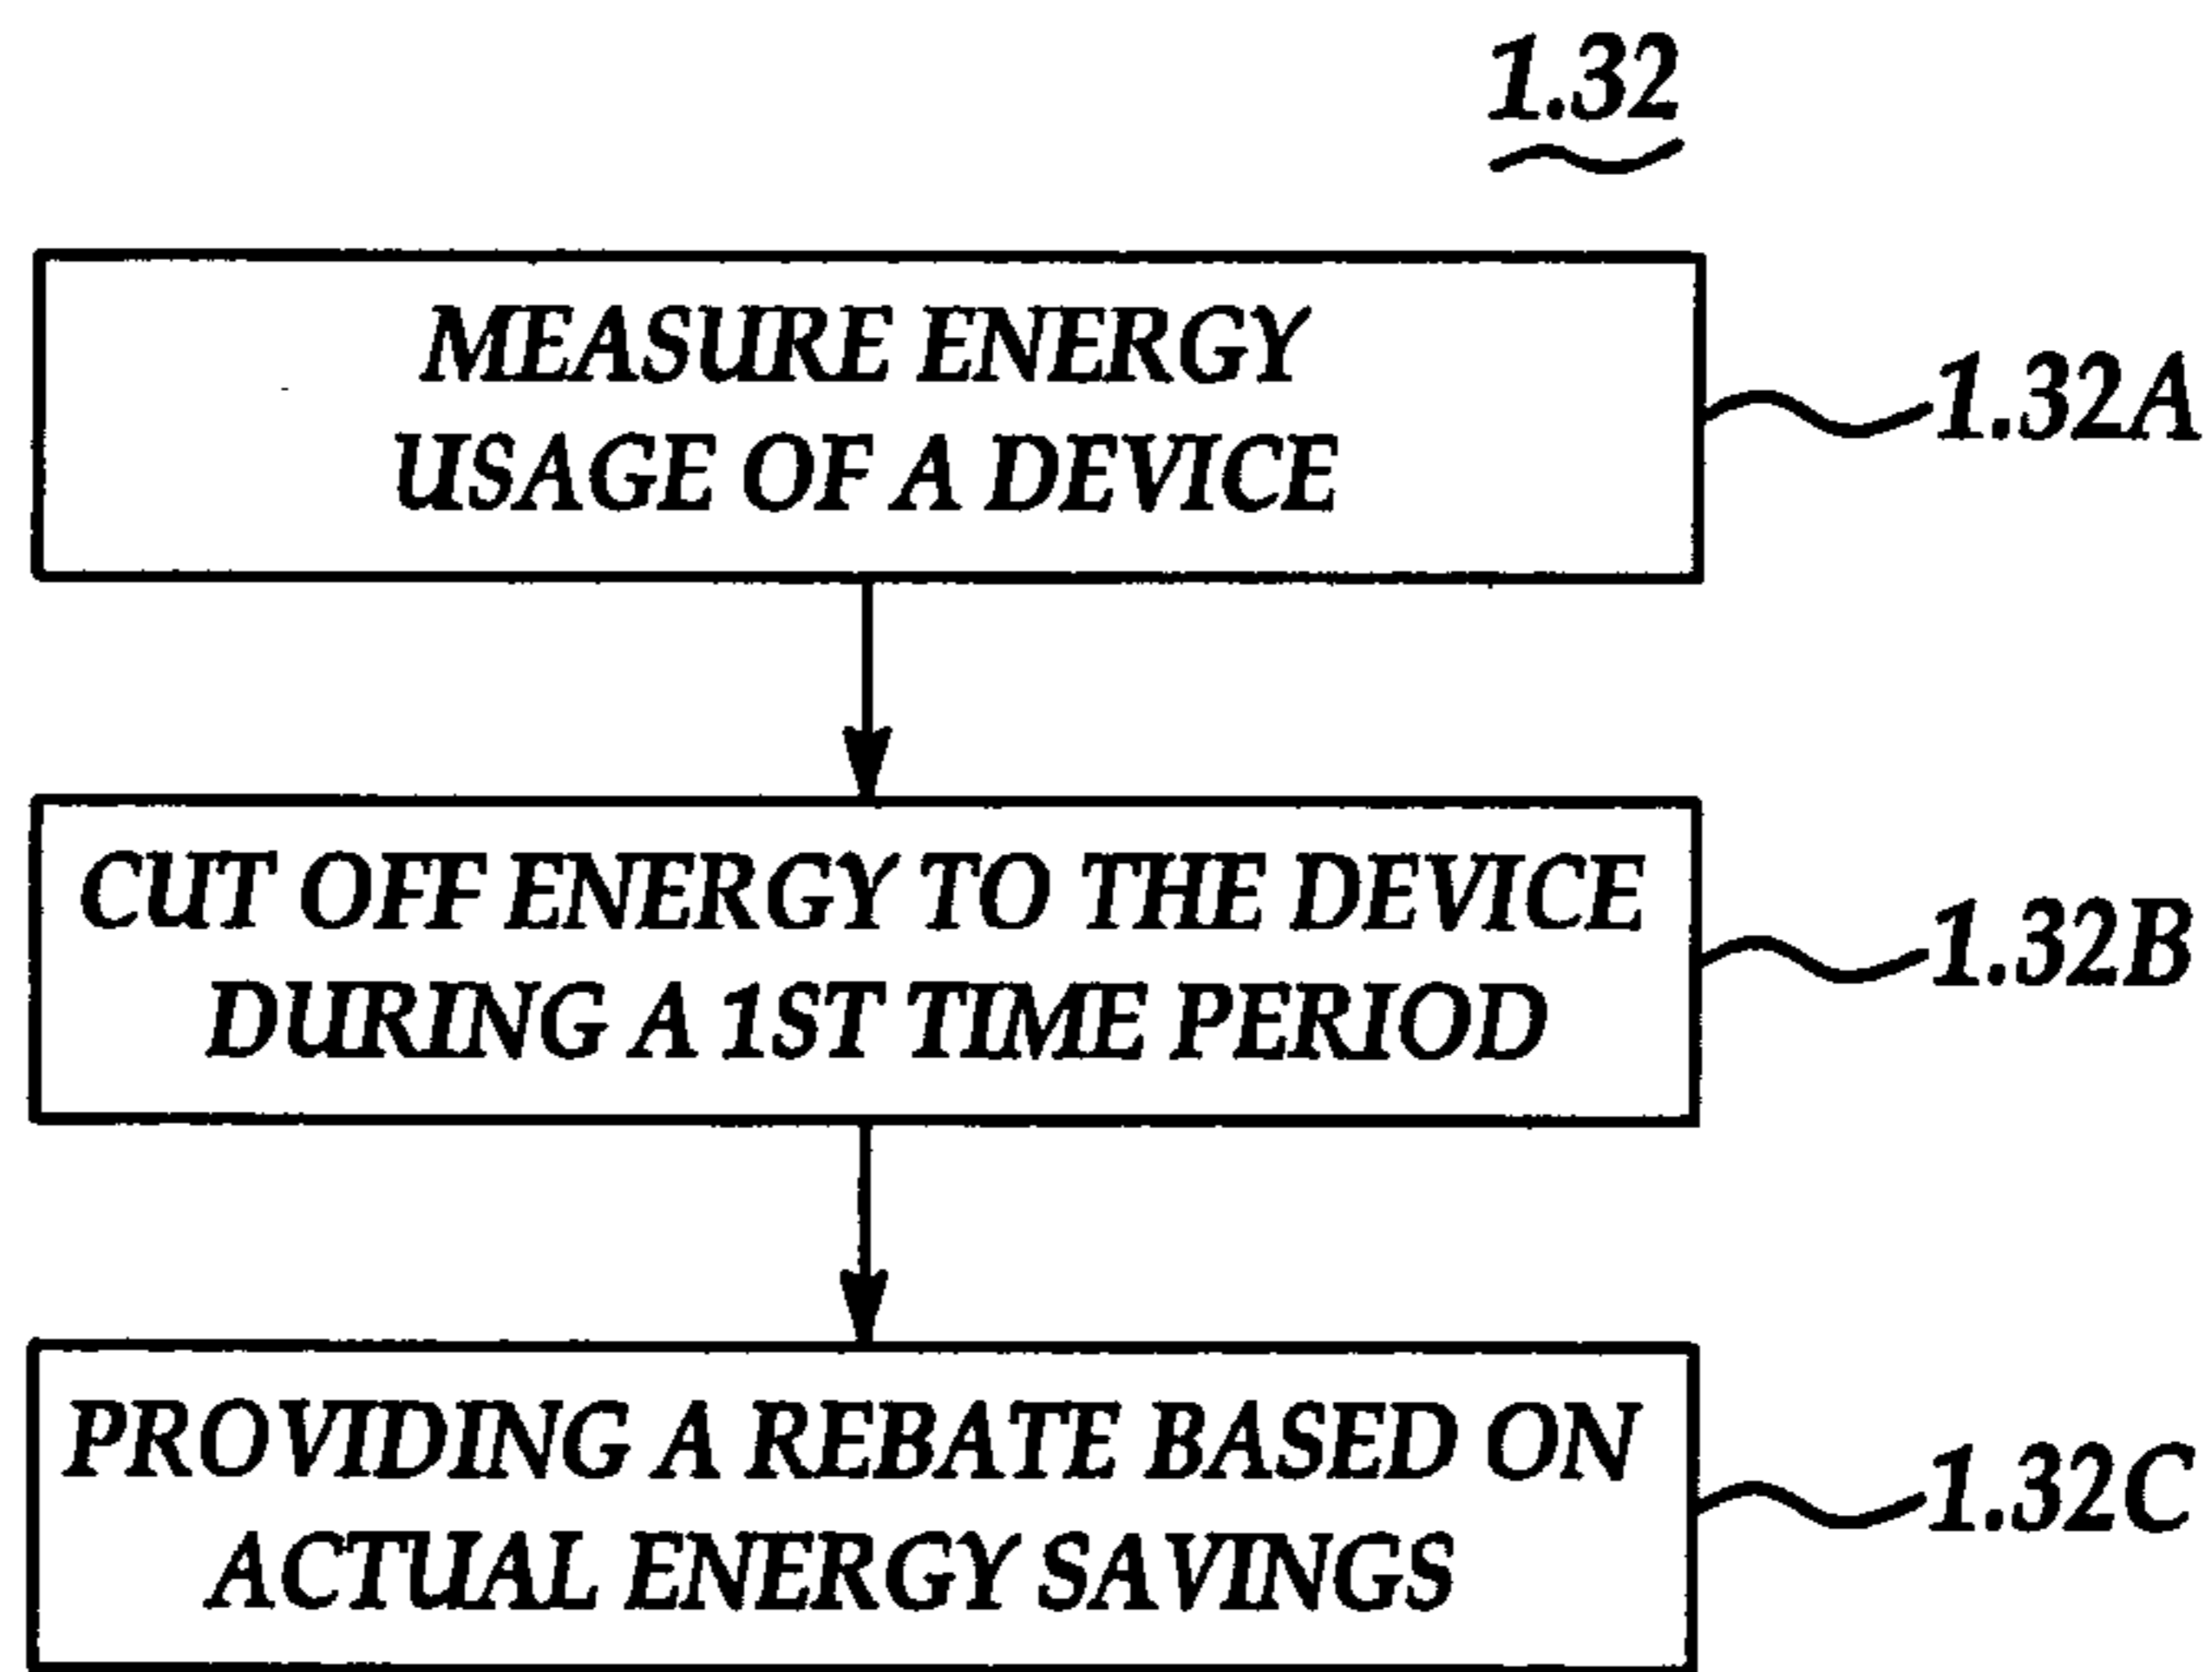 1.32
MEASURE ENERGY
USAGE OF A DEVICE
1.32A
CUT OFF ENERGY TO THE DEVICE
DURING A 1ST TIME PERIOD
1.32B
PROVIDING A REBATE BASED ON
ACTUAL ENERGY SAVINGS
1.32C